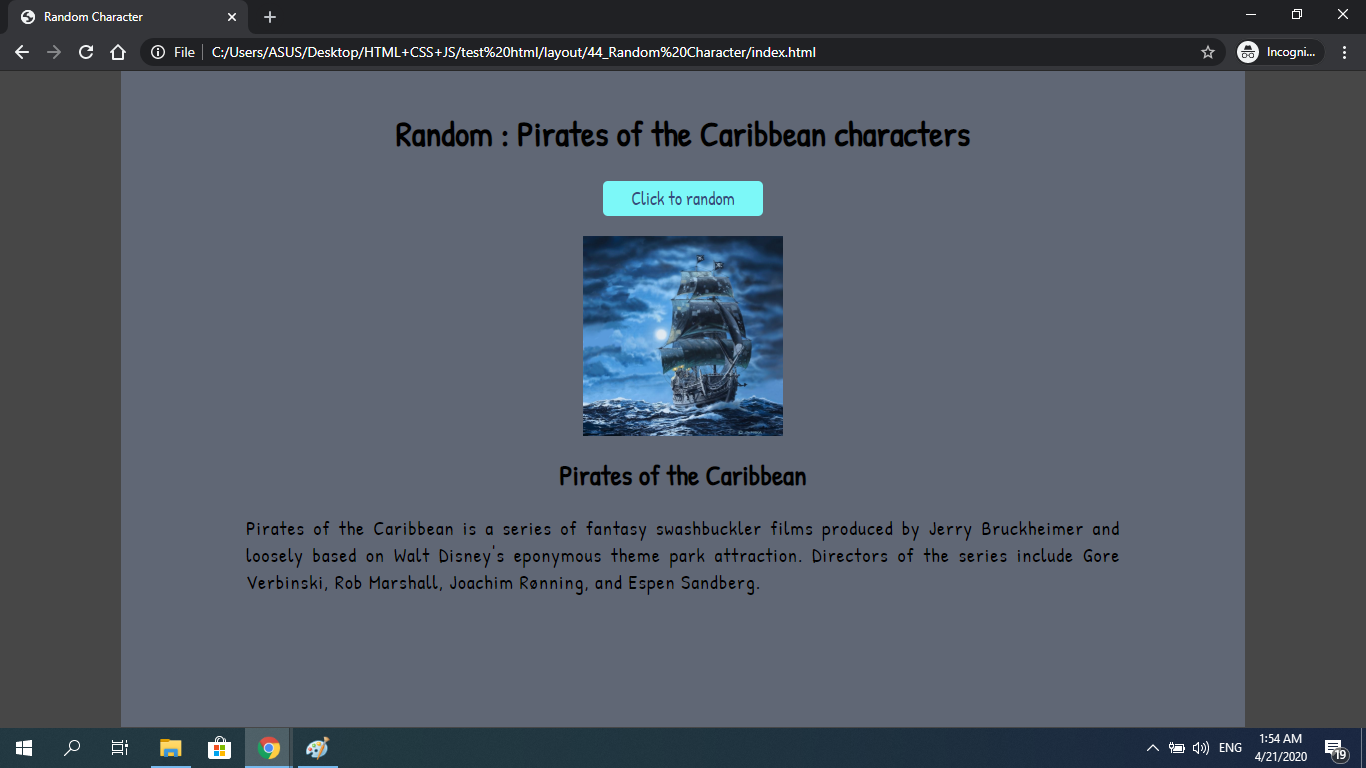 Random Character
File
C:/Users/ASUS/Desktop/HTML+CSS+JS/test%20html/layout/44_Random%20Character/index.html
Incogni...
Random : Pirates of the Caribbean characters
Click to random
Pirates of the Caribbean
Pirates of the Caribbean is a series of fantasy swashbuckler films produced by Jerry Bruckheimer and
loosely based on Walt Disney's eponymous theme park attraction. Directors of the series include Gore
Verbinski, Rob Marshall, Joachim Rønning, and Espen Sandberg.
ENG
1:54 AM
4/21/2020
19